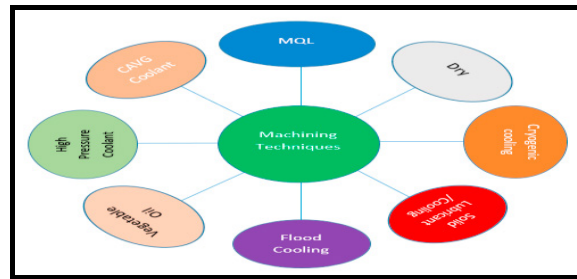 MQL
Dry
Cryogenic
cooling
Solid
Lubricant
/Cooling
Flood
Cooling
Vegetable
Oil
High
Pressure
Coolant
CAVG
Coolant
Machining
Techniques